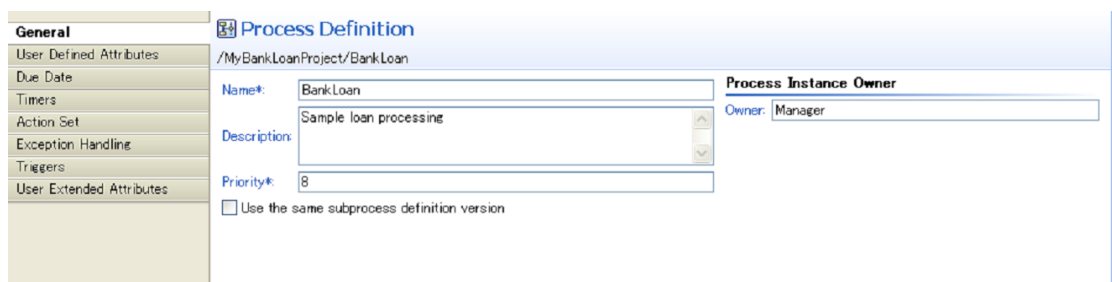 General
User Defined Attributes
Due Date
Timers
Action Set
Exception Handling
Triggers
User Extended Attributes
Process Definition
/MyBankLoanProject/BankLoan
Name*: BankLoan
Description: Sample loan processing
Priority*: 8
Use the same subprocess definition version
Process Instance Owner
Owner: Manager